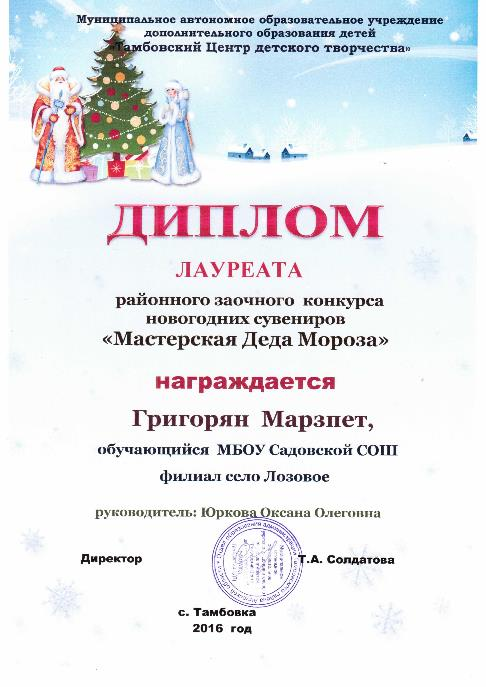 Муниципальное автономное образовательное учреждение
дополнительного образования детей
«Тамбовский Центр детского творчества»
ДИПЛОМ
ЛАУРЕАТА
районного заочного конкурса
новогодних сувениров
«Мастерская Деда Мороза»
награждается
Григорян Марзпет,
обучающийся МБОУ Садовской СОШ
филиал село Лозовое
руководитель: Юркова Оксана Олеговна
Директор Т.А. Солдатова
с. Тамбовка
2016 год